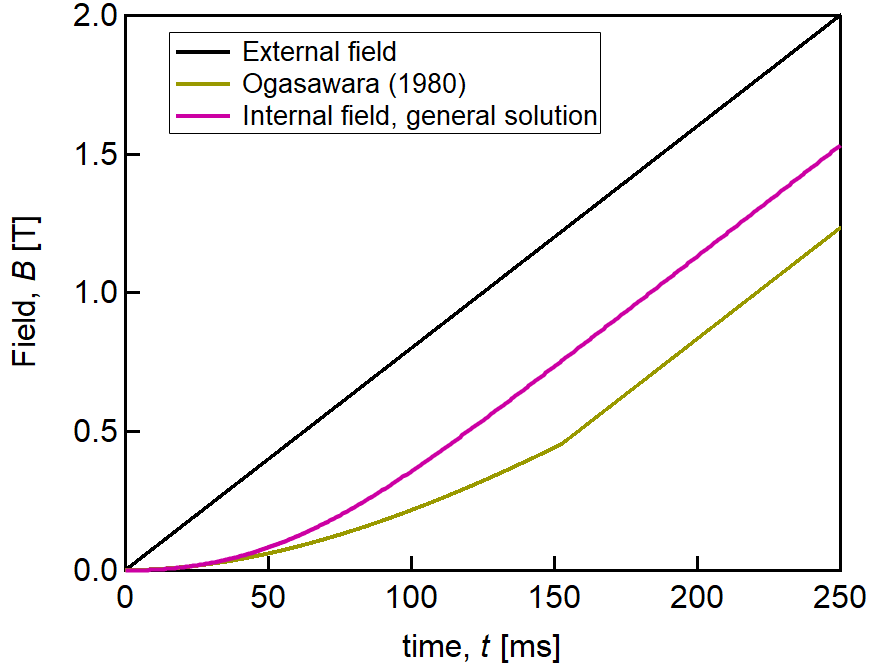 External field
Ogasawara (1980)
Internal field, general solution
Field, B [T]
2.0
1.5
1.0
0.5
0.0
0
50
100
150
200
250
time, t [ms]